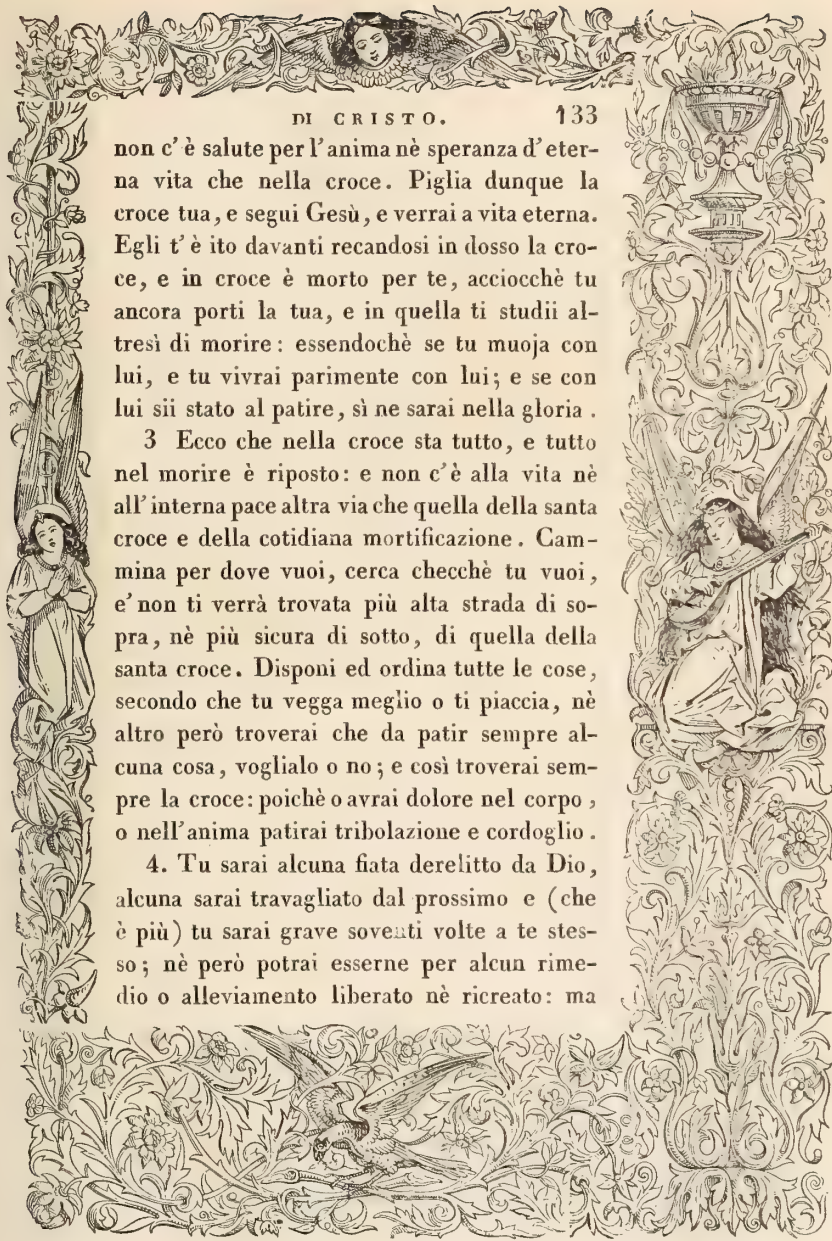 DI CRISTO. 133
non c' è salute per l' anima nè speranza d' eter-
na vita che nella croce. Piglia dunque la
croce tua, e segui Gesù, e verrai a vita eterna.
Egli t' è ito davanti recandosi in dosso la cro-
ce, e in croce è morto per te, acciocchè tu
ancora porti la tua, e in quella ti studii al-
tresì di morire: essendochè se tu muoja con
lui, e tu vivrai parimente con lui; e se con
lui sii stato al patire, sì ne sarai nella gloria.
3 Ecco che nella croce sta tutto, e tutto
nel morire è riposto: e non c' è alla vita nè
all' interna pace altra via che quella della santa
croce e della cotidiana mortificazione. Cam-
mina per dove vuoi, cerca checchè tu vuoi,
e' non ti verrà trovata più alta strada di so-
pra, nè più sicura di sotto, di quella della
santa croce. Disponi ed ordina tutte le cose,
secondo che tu vegga meglio o ti piaccia, nè
altro però troverai che da patir sempre al-
cuna cosa, voglialo o no; e così troverai sem-
pre la croce: poichè o avrai dolore nel corpo,
o nell' anima patirai tribolazione e cordoglio.
4. Tu sarai alcuna fiata derelitto da Dio,
alcuna sarai travagliato dal prossimo e (che
è più) tu sarai grave soventi volte a te stes-
so; nè però potrai esserne per alcun rime-
dio o alleviamento liberato nè ricreato: ma